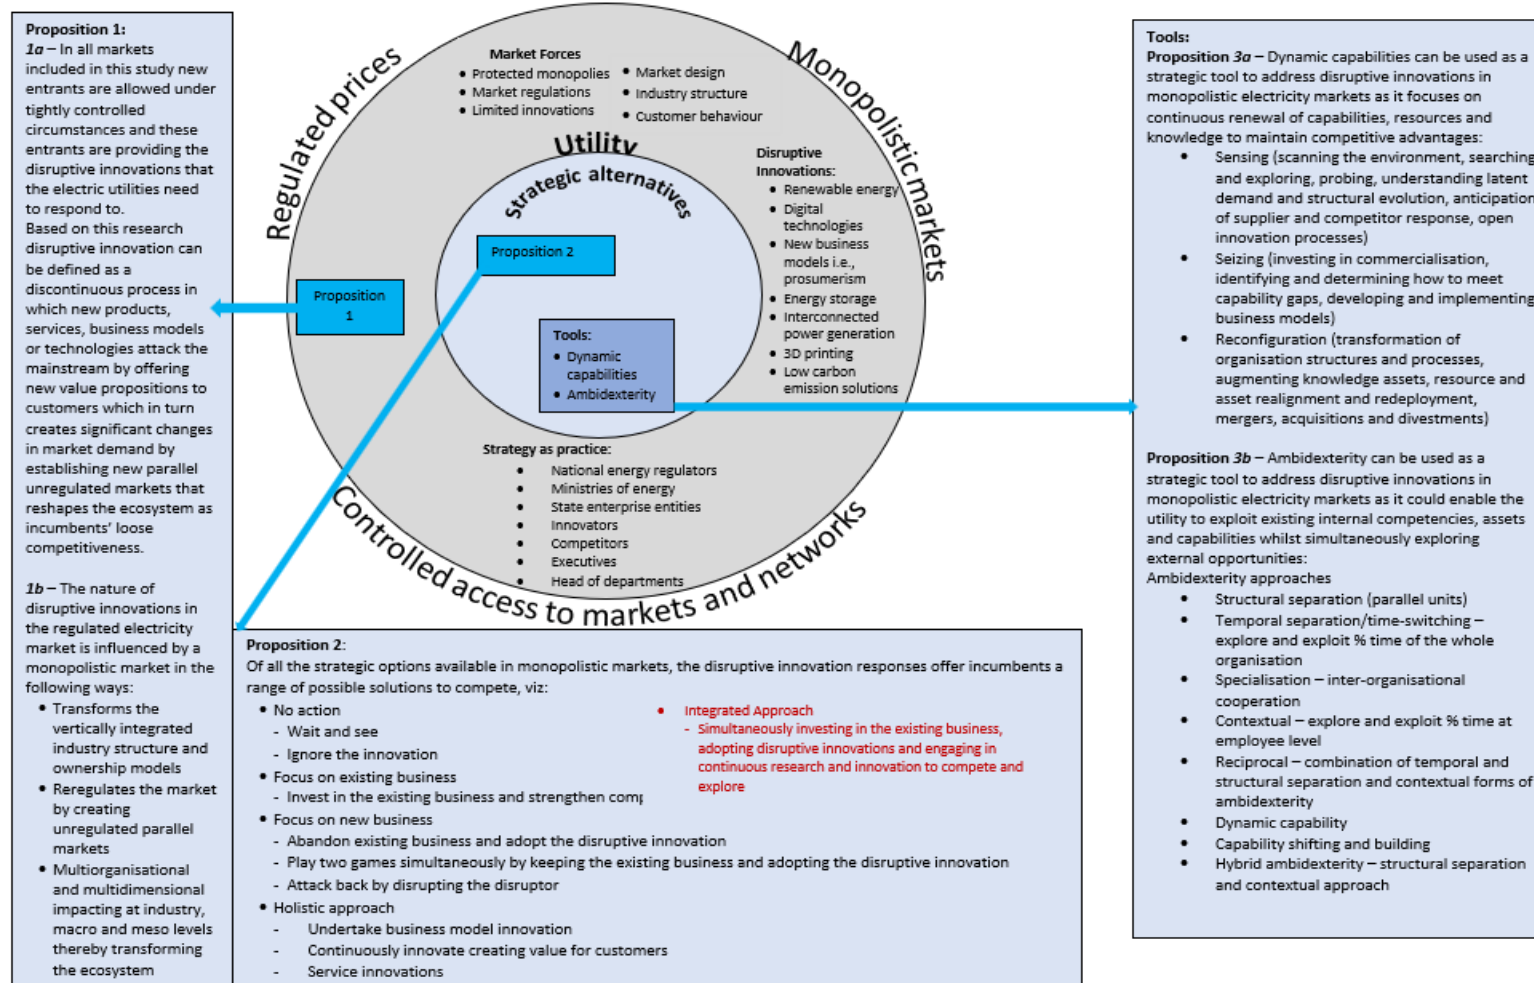 Proposition 1:
1a – In all markets
included in this study new
entrants are allowed under
tightly controlled
circumstances and these
entrants are providing the
disruptive innovations that
the electric utilities need
to respond to.
Based on this research
disruptive innovation can
be defined as a
discontinuous process in
which new products,
services, business models
or technologies attack the
mainstream by offering
new value propositions to
customers which in turn
creates significant changes
in market demand by
establishing new parallel
unregulated markets that
reshapes the ecosystem as
incumbents' loose
competitiveness.
1b – The nature of
disruptive innovations in
the regulated electricity
market is influenced by a
monopolistic market in the
following ways:
• Transforms the
vertically integrated
industry structure and
ownership models
• Reregulates the market
by creating
unregulated parallel
markets
• Multiorganisational
and multidimensional
impacting at industry,
macro and meso levels
thereby transforming
the ecosystem
Regulated prices
Monopolistic markets
Controlled access to markets and networks
Market Forces
• Protected monopolies
• Market regulations
• Limited innovations
• Market design
• Industry structure
• Customer behaviour
Utility
Strategic alternatives
Proposition 2
Proposition
1
Tools:
• Dynamic
capabilities
• Ambidexterity
Disruptive
Innovations:
• Renewable energy
• Digital
technologies
• New business
models i.e.,
prosumerism
• Energy storage
• Interconnected
power generation
• 3D printing
• Low carbon
emission solutions
Strategy as practice:
• National energy regulators
• Ministries of energy
• State enterprise entities
• Innovators
• Competitors
• Executives
• Head of departments
Proposition 2:
Of all the strategic options available in monopolistic markets, the disruptive innovation responses offer incumbents a
range of possible solutions to compete, viz:
• No action
- Wait and see
- Ignore the innovation
• Focus on existing business
- Invest in the existing business and strengthen comp
• Focus on new business
- Abandon existing business and adopt the disruptive innovation
- Play two games simultaneously by keeping the existing business and adopting the disruptive innovation
- Attack back by disrupting the disruptor
• Holistic approach
- Undertake business model innovation
- Continuously innovate creating value for customers
- Service innovations
• Integrated Approach
- Simultaneously investing in the existing business,
adopting disruptive innovations and engaging in
continuous research and innovation to compete and
explore
Tools:
Proposition 3a – Dynamic capabilities can be used as a
strategic tool to address disruptive innovations in
monopolistic electricity markets as it focuses on
continuous renewal of capabilities, resources and
knowledge to maintain competitive advantages:
• Sensing (scanning the environment, searching
and exploring, probing, understanding latent
demand and structural evolution, anticipation
of supplier and competitor response, open
innovation processes)
• Seizing (investing in commercialisation,
identifying and determining how to meet
capability gaps, developing and implementing
business models)
• Reconfiguration (transformation of
organisation structures and processes,
augmenting knowledge assets, resource and
asset realignment and redeployment,
mergers, acquisitions and divestments)
Proposition 3b – Ambidexterity can be used as a
strategic tool to address disruptive innovations in
monopolistic electricity markets as it could enable the
utility to exploit existing internal competencies, assets
and capabilities whilst simultaneously exploring
external opportunities:
Ambidexterity approaches
• Structural separation (parallel units)
• Temporal separation/time-switching –
explore and exploit % time of the whole
organisation
• Specialisation – inter-organisational
cooperation
• Contextual – explore and exploit % time at
employee level
• Reciprocal – combination of temporal and
structural separation and contextual forms of
ambidexterity
• Dynamic capability
• Capability shifting and building
• Hybrid ambidexterity – structural separation
and contextual approach